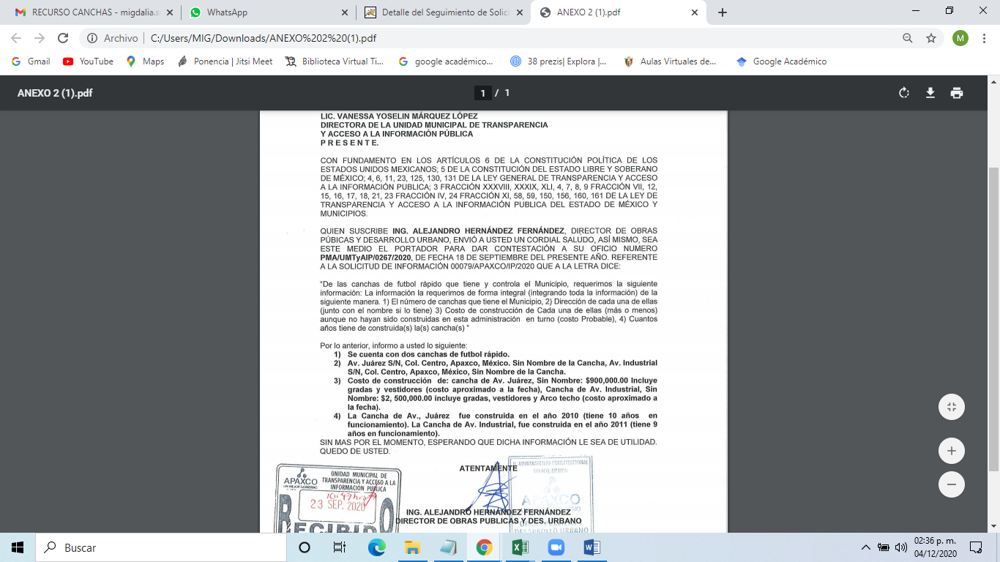 RECURSO CANCHAS - migdalia.s
WhatsApp
Detalle del Seguimiento de Solici
ANEXO 2 (1).pdf
Archivo | C:/Users/MIG/Downloads/ANEXO%202%20(1).pdf
M
Gmail
YouTube
Maps
Ponencia | Jitsi Meet
Biblioteca Virtual Ti...
google académico...
38 prezis| Explora |...
Aulas Virtuales de...
Google Académico
ANEXO 2 (1).pdf
1 / 1
LIC. VANESSA YOSELIN MÁRQUEZ LÓPEZ
DIRECTORA DE LA UNIDAD MUNICIPAL DE TRANSPARENCIA
Y ACCESO A LA INFORMACIÓN PÚBLICA
P R E S E N T E.
CON FUNDAMENTO EN LOS ARTÍCULOS 6 DE LA CONSTITUCIÓN POLÍTICA DE LOS
ESTADOS UNIDOS MEXICANOS; 5 DE LA CONSTITUCIÓN DEL ESTADO LIBRE Y SOBERANO
DE MÉXICO; 4, 6, 11, 23, 125, 130, 131 DE LA LEY GENERAL DE TRANSPARENCIA Y ACCESO
A LA INFORMACIÓN PUBLICA; 3 FRACCIÓN XXXVIII, XXXIX, XLI, 4, 7, 8, 9 FRACCIÓN VII, 12,
15, 16, 17, 18, 21, 23 FRACCIÓN IV, 24 FRACCIÓN XI, 58, 59, 150, 156, 160, 161 DE LA LEY DE
TRANSPARENCIA Y ACCESO A LA INFORMACIÓN PUBLICA DEL ESTADO DE MÉXICO Y
MUNICIPIOS.
QUIEN SUSCRIBE ING. ALEJANDRO HERNÁNDEZ FERNÁNDEZ, DIRECTOR DE OBRAS
PÚBICAS Y DESARROLLO URBANO, ENVIÓ A USTED UN CORDIAL SALUDO, ASÍ MISMO, SEA
ESTE MEDIO EL PORTADOR PARA DAR CONTESTACIÓN A SU OFICIO NUMERO
PMA/UMTyAIP/0267/2020, DE FECHA 18 DE SEPTIEMBRE DEL PRESENTE AÑO. REFERENTE
A LA SOLICITUD DE INFORMACIÓN 00079/APAXCO/IP/2020 QUE A LA LETRA DICE:
"De las canchas de futbol rápido que tiene y controla el Municipio, requerimos la siguiente
información: La información la requerimos de forma integral (integrando toda la información) de la
siguiente manera. 1) El número de canchas que tiene el Municipio, 2) Dirección de cada una de ellas
(junto con el nombre si lo tiene) 3) Costo de construcción de Cada una de ellas (más o menos)
aunque no hayan sido construidas en esta administración en turno (costo Probable), 4) Cuantos
años tiene de construida(s) la(s) cancha(s) "
Por lo anterior, informo a usted lo siguiente:
1) Se cuenta con dos canchas de futbol rápido.
2) Av. Juárez S/N, Col. Centro, Apaxco, México. Sin Nombre de la Cancha, Av. Industrial
S/N, Col. Centro, Apaxco, México, Sin Nombre de la Cancha.
3) Costo de construcción de: cancha de Av. Juárez, Sin Nombre: $900,000.00 Incluye
gradas y vestidores (costo aproximado a la fecha), Cancha de Av. Industrial, Sin
Nombre: $2, 500,000.00 incluye gradas, vestidores y Arco techo (costo aproximado a
la fecha).
4) La Cancha de Av., Juárez fue construida en el año 2010 (tiene 10 años en
funcionamiento). La Cancha de Av. Industrial, fue construida en el año 2011 (tiene 9
años en funcionamiento).
SIN MAS POR EL MOMENTO, ESPERANDO QUE DICHA INFORMACIÓN LE SEA DE UTILIDAD.
QUEDO DE USTED.
ATENTAMENTE
H. AYUNTAMIENTO CONSTITUCIONAL
APAXCO, MEXICO
APAXCO
DESARROLLO URBANO
APAXCO
UN MEJOR GOBIERNO
UNIDAD MUNICIPAL DE
TRANSPARENCIA Y ACCESO A LA
INFORMACIÓN PUBLICA
23 SEP. 2020
RECIBIDO
ING. ALEJANDRO HERNÁNDEZ FERNÁNDEZ
DIRECTOR DE OBRAS PUBLICAS Y DES. URBANO
Buscar
02:36 p. m.
04/12/2020